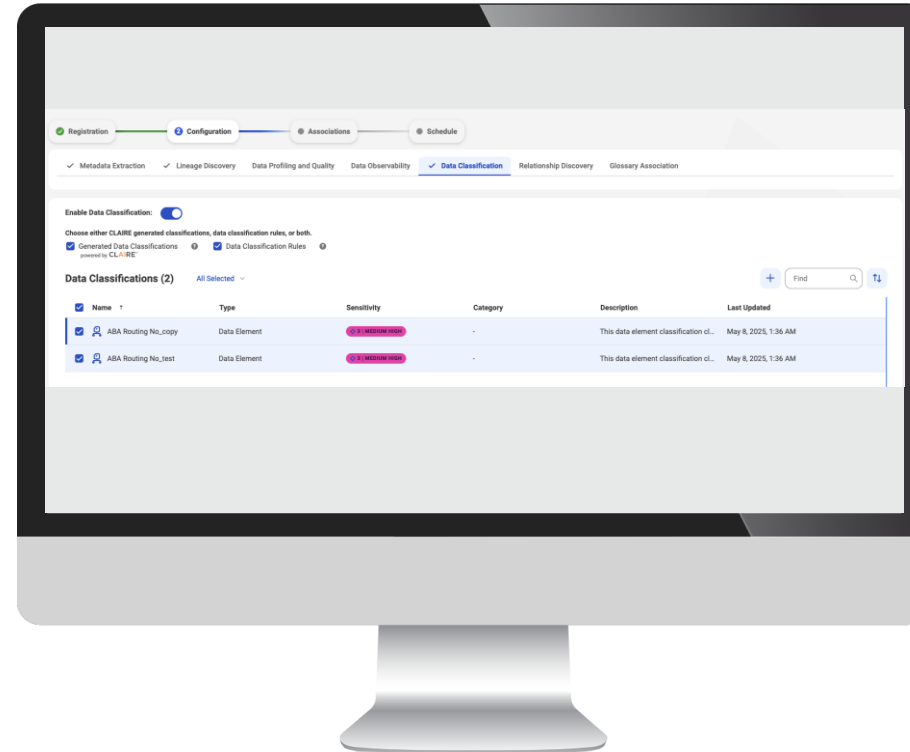 Registration 2 Configuration Associations Schedule
Metadata Extraction Lineage Discovery Data Profiling and Quality Data Observability Data Classification Relationship Discovery Glossary Association
Enable Data Classification:
Choose either CLAIRE generated classifications, data classification rules, or both.
Generated Data Classifications ? Data Classification Rules ?
powered by CLAIRE™
Data Classifications (2) All Selected Find
Name ↑ Type Sensitivity Category Description Last Updated
ABA Routing No_copy Data Element 3 | MEDIUM HIGH - This data element classification cl... May 8, 2025, 1:36 AM
ABA Routing No_test Data Element 3 | MEDIUM HIGH - This data element classification cl... May 8, 2025, 1:36 AM